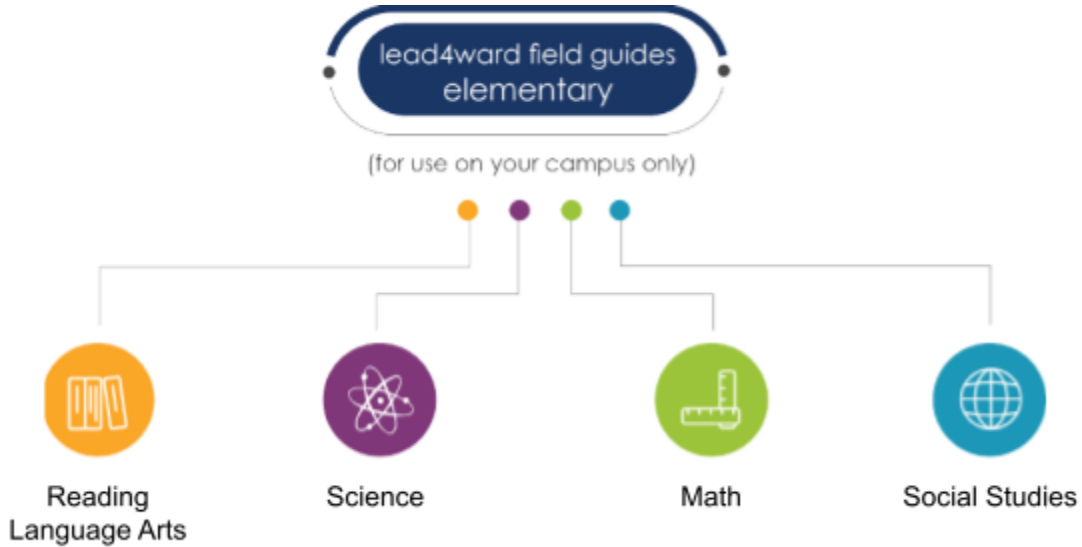 lead4ward field guides
elementary
(for use on your campus only)
Reading
Language Arts
Science
Math
Social Studies